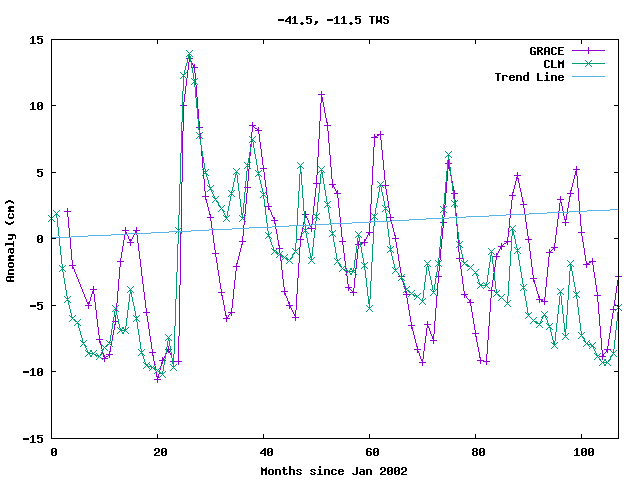 -41.5, -11.5 TWS
GRACE
CLM
Trend Line
15
10
5
0
-5
-10
-15
Anomaly (cm)
0 20 40 60 80 100
Months since Jan 2002